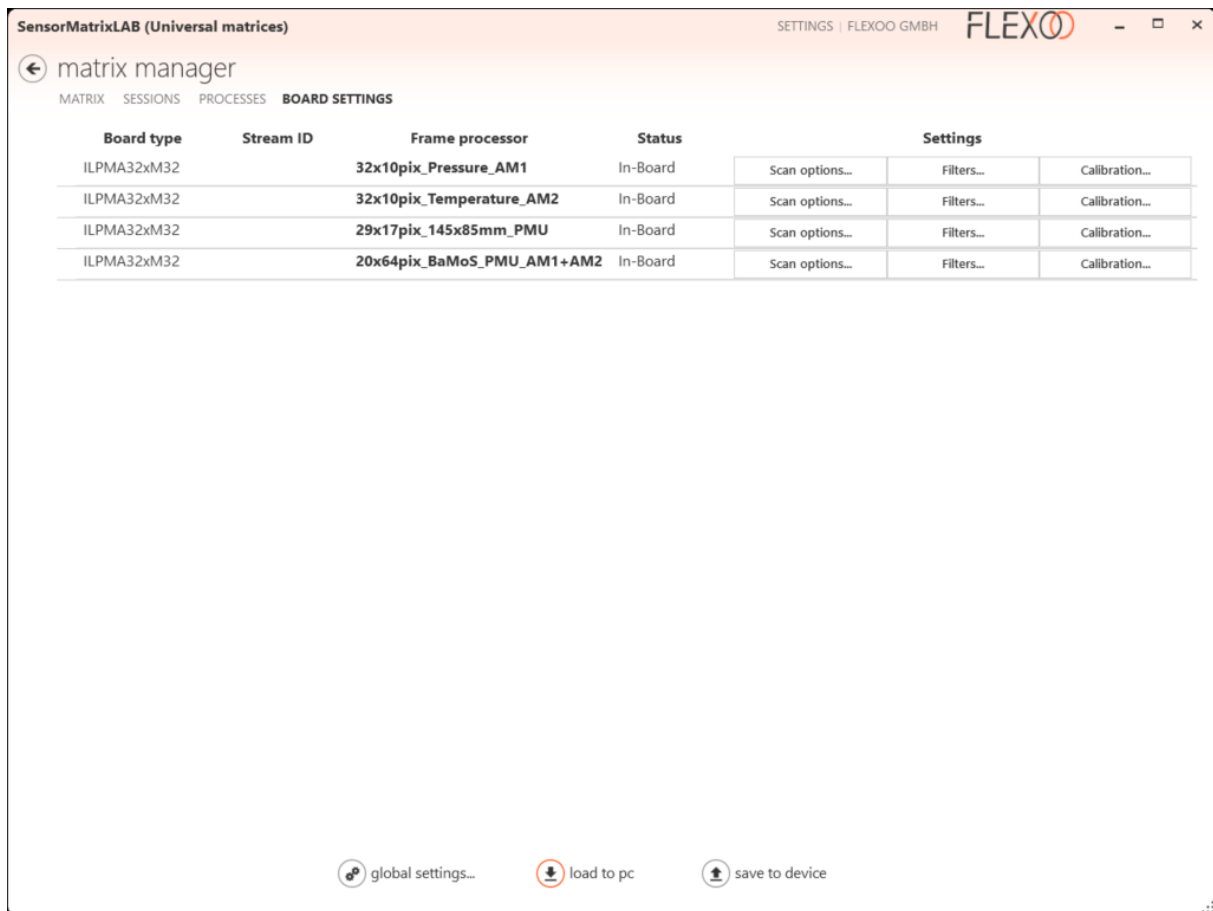 SensorMatrixLAB (Universal matrices) SETTINGS | FLEXOO GMBH FLEXOO
matrix manager
MATRIX SESSIONS PROCESSES BOARD SETTINGS
Board type Stream ID Frame processor Status Settings
ILPMA32xM32 32x10pix_Pressure_AM1 In-Board Scan options... Filters... Calibration...
ILPMA32xM32 32x10pix_Temperature_AM2 In-Board Scan options... Filters... Calibration...
ILPMA32xM32 29x17pix_145x85mm_PMU In-Board Scan options... Filters... Calibration...
ILPMA32xM32 20x64pix_BaMoS_PMU_AM1+AM2 In-Board Scan options... Filters... Calibration...
global settings... load to pc save to device